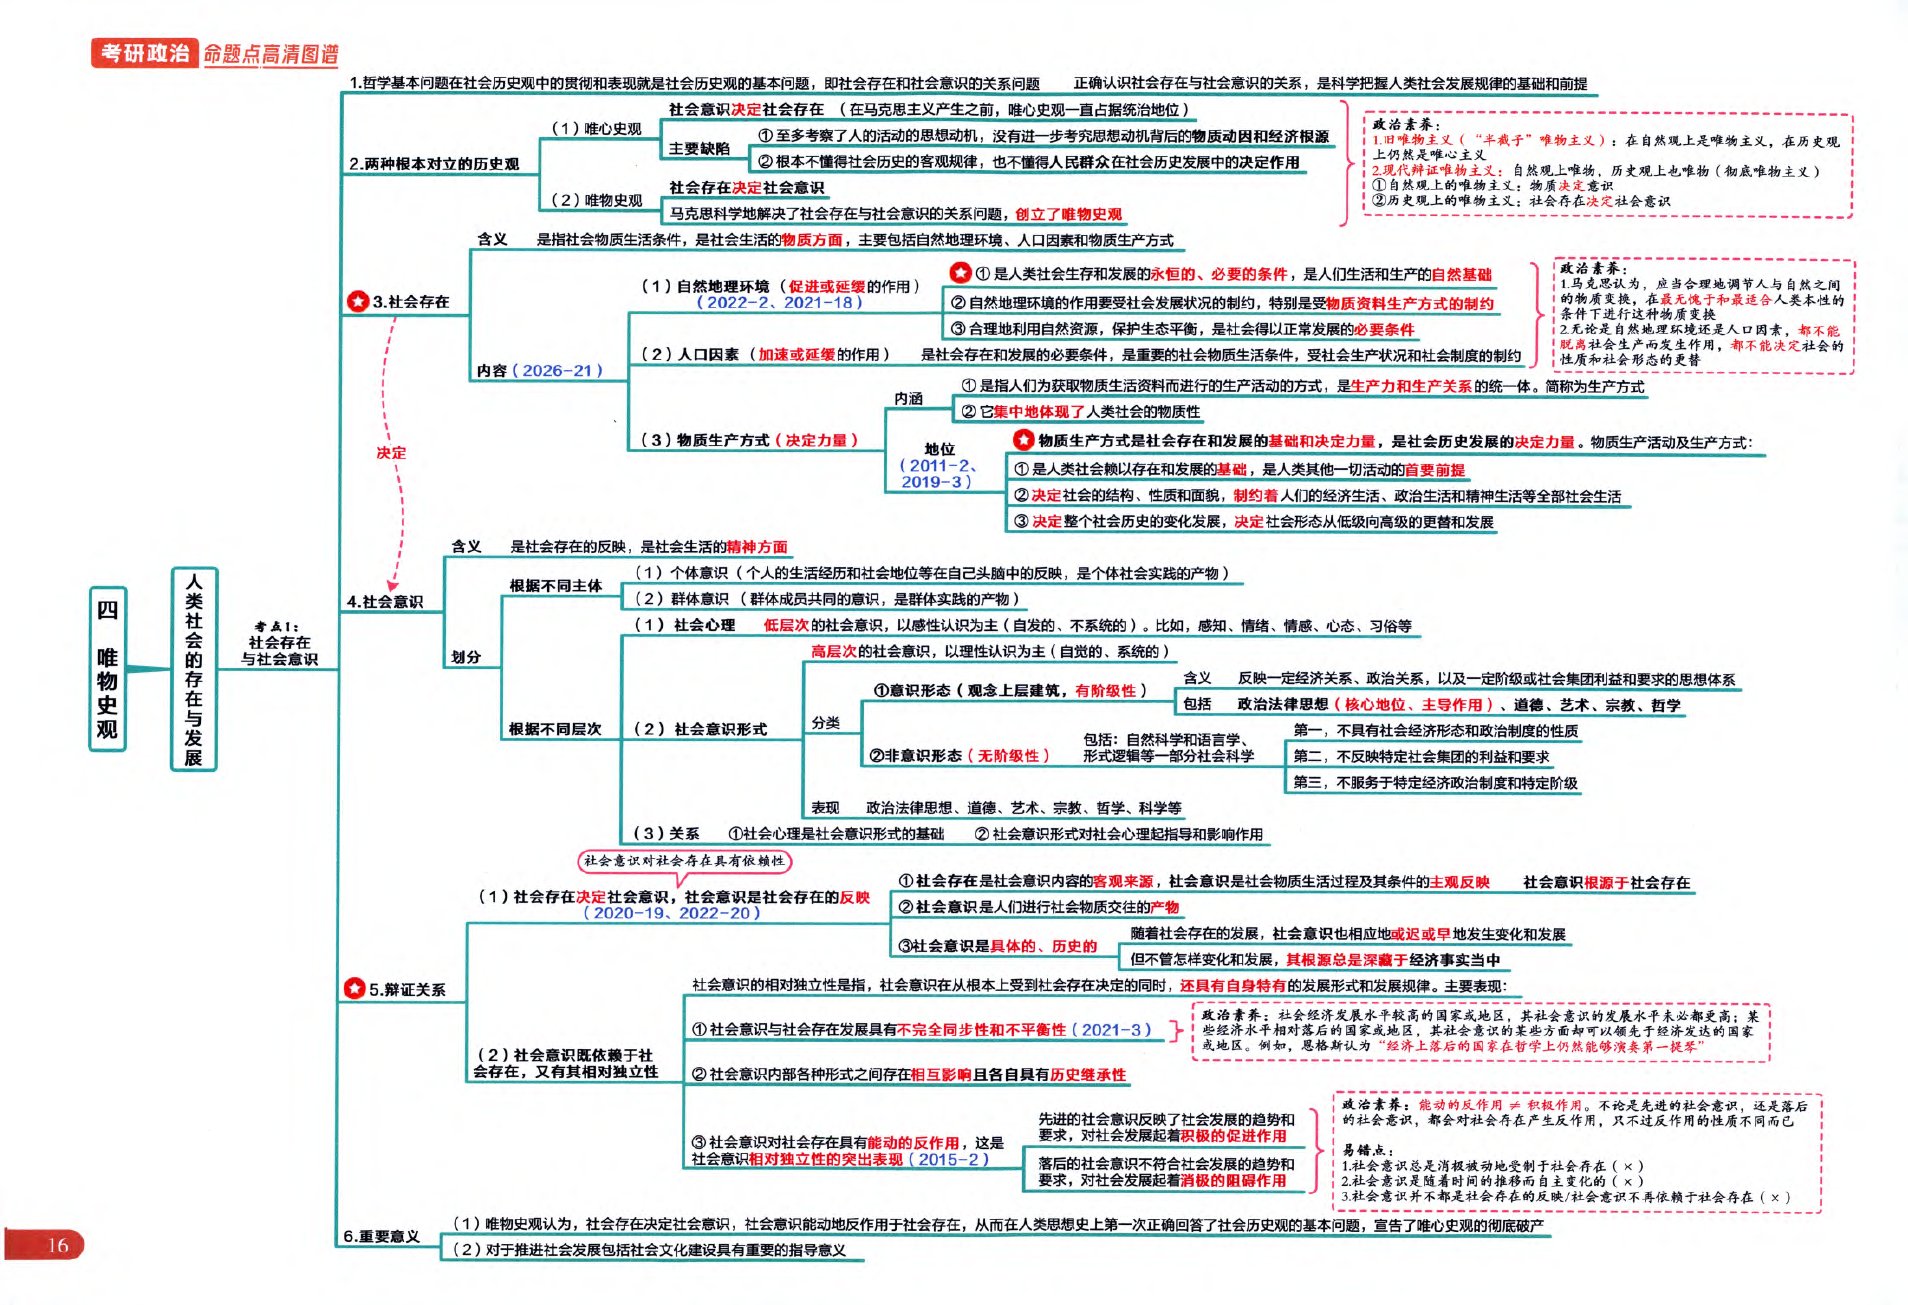 考研政治 命题点高清图谱
1.哲学基本问题在社会历史观中的贯彻和表现就是社会历史观的基本问题，即社会存在和社会意识的关系问题　　正确认识社会存在与社会意识的关系，是科学把握人类社会发展规律的基础和前提
2.两种根本对立的历史观
（1）唯心史观
社会意识决定社会存在 （在马克思主义产生之前，唯心史观一直占据统治地位）
主要缺陷
①至多考察了人的活动的思想动机，没有进一步考究思想动机背后的物质动因和经济根源
②根本不懂得社会历史的客观规律，也不懂得人民群众在社会历史发展中的决定作用
（2）唯物史观
社会存在决定社会意识
马克思科学地解决了社会存在与社会意识的关系问题，创立了唯物史观
政治素养：
1.旧唯物主义（“半截子”唯物主义）：在自然观上是唯物主义，在历史观
上仍然是唯心主义
2.现代辩证唯物主义：自然观上唯物，历史观上也唯物（彻底唯物主义）
①自然观上的唯物主义：物质决定意识
②历史观上的唯物主义：社会存在决定社会意识
3.社会存在
含义　是指社会物质生活条件，是社会生活的物质方面，主要包括自然地理环境、人口因素和物质生产方式
内容（2026-21）
（1）自然地理环境（促进或延缓的作用）
（2022-2、2021-18）
①是人类社会生存和发展的永恒的、必要的条件，是人们生活和生产的自然基础
②自然地理环境的作用要受社会发展状况的制约，特别是受物质资料生产方式的制约
③合理地利用自然资源，保护生态平衡，是社会得以正常发展的必要条件
（2）人口因素（加速或延缓的作用）　是社会存在和发展的必要条件，是重要的社会物质生活条件，受社会生产状况和社会制度的制约
政治素养：
1.马克思认为，应当合理地调节人与自然之间
的物质变换，在最无愧于和最适合人类本性的
条件下进行这种物质变换
2.无论是自然地理环境还是人口因素，都不能
脱离社会生产而发生作用，都不能决定社会的
性质和社会形态的更替
（3）物质生产方式（决定力量）
内涵
①是指人们为获取物质生活资料而进行的生产活动的方式，是生产力和生产关系的统一体。简称为生产方式
②它集中地体现了人类社会的物质性
地位
（2011-2、
2019-3）
物质生产方式是社会存在和发展的基础和决定力量，是社会历史发展的决定力量。物质生产活动及生产方式：
①是人类社会赖以存在和发展的基础，是人类其他一切活动的首要前提
②决定社会的结构、性质和面貌，制约着人们的经济生活、政治生活和精神生活等全部社会生活
③决定整个社会历史的变化发展，决定社会形态从低级向高级的更替和发展
决定
四 唯物史观
人类社会的存在与发展
考点1：
社会存在
与社会意识
4.社会意识
含义　是社会存在的反映，是社会生活的精神方面
划分
根据不同主体
（1）个体意识（个人的生活经历和社会地位等在自己头脑中的反映，是个体社会实践的产物）
（2）群体意识（群体成员共同的意识，是群体实践的产物）
根据不同层次
（1）社会心理　低层次的社会意识，以感性认识为主（自发的、不系统的）。比如，感知、情绪、情感、心态、习俗等
（2）社会意识形式
高层次的社会意识，以理性认识为主（自觉的、系统的）
分类
①意识形态（观念上层建筑，有阶级性）
含义　反映一定经济关系、政治关系，以及一定阶级或社会集团利益和要求的思想体系
包括　政治法律思想（核心地位、主导作用）、道德、艺术、宗教、哲学
②非意识形态（无阶级性）
包括：自然科学和语言学、
形式逻辑等一部分社会科学
第一，不具有社会经济形态和政治制度的性质
第二，不反映特定社会集团的利益和要求
第三，不服务于特定经济政治制度和特定阶级
表现　政治法律思想、道德、艺术、宗教、哲学、科学等
（3）关系　①社会心理是社会意识形式的基础　②社会意识形式对社会心理起指导和影响作用
5.辩证关系
社会意识对社会存在具有依赖性
（1）社会存在决定社会意识，社会意识是社会存在的反映
（2020-19、2022-20）
①社会存在是社会意识内容的客观来源，社会意识是社会物质生活过程及其条件的主观反映　社会意识根源于社会存在
②社会意识是人们进行社会物质交往的产物
③社会意识是具体的、历史的
随着社会存在的发展，社会意识也相应地或迟或早地发生变化和发展
但不管怎样变化和发展，其根源总是深藏于经济事实当中
（2）社会意识既依赖于社
会存在，又有其相对独立性
社会意识的相对独立性是指，社会意识在从根本上受到社会存在决定的同时，还具有自身特有的发展形式和发展规律。主要表现：
①社会意识与社会存在发展具有不完全同步性和不平衡性（2021-3）
政治素养：社会经济发展水平较高的国家或地区，其社会意识的发展水平未必都更高；某
些经济水平相对落后的国家或地区，其社会意识的某些方面却可以领先于经济发达的国家
或地区。例如，恩格斯认为“经济上落后的国家在哲学上仍然能够演奏第一提琴”
②社会意识内部各种形式之间存在相互影响且各自具有历史继承性
③社会意识对社会存在具有能动的反作用，这是
社会意识相对独立性的突出表现（2015-2）
先进的社会意识反映了社会发展的趋势和
要求，对社会发展起着积极的促进作用
落后的社会意识不符合社会发展的趋势和
要求，对社会发展起着消极的阻碍作用
政治素养：能动的反作用 ≠ 积极作用。不论是先进的社会意识，还是落后
的社会意识，都会对社会存在产生反作用，只不过反作用的性质不同而已
易错点：
1.社会意识总是消极被动地受制于社会存在（×）
2.社会意识是随着时间的推移而自主变化的（×）
3.社会意识并不都是社会存在的反映/社会意识不再依赖于社会存在（×）
6.重要意义
（1）唯物史观认为，社会存在决定社会意识，社会意识能动地反作用于社会存在，从而在人类思想史上第一次正确回答了社会历史观的基本问题，宣告了唯心史观的彻底破产
（2）对于推进社会发展包括社会文化建设具有重要的指导意义
16